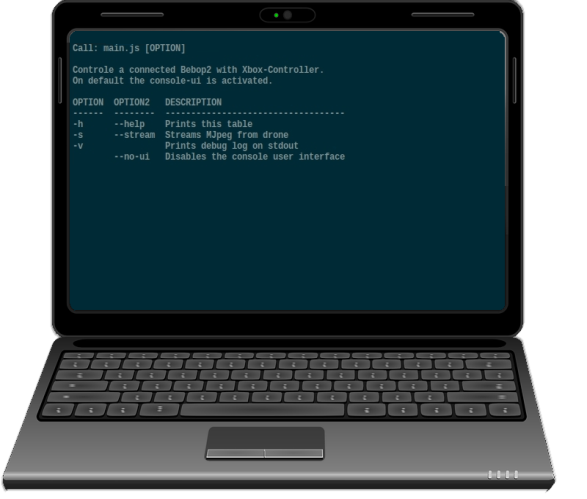 Call: main.js [OPTION]
Controle a connected Bebop2 with Xbox-Controller.
On default the console-ui is activated.
OPTION OPTION2 DESCRIPTION
------ -------- -----------------------------------
-h --help Prints this table
-s --stream Streams MJpeg from drone
-v Prints debug log on stdout
--no-ui Disables the console user interface